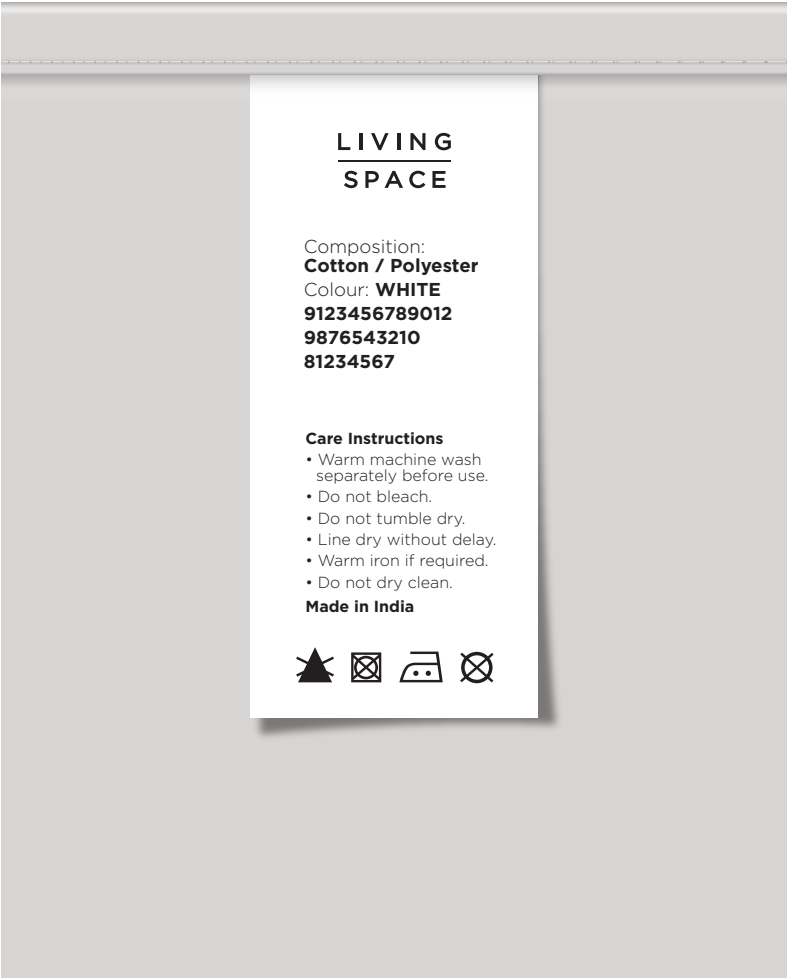 LIVING
SPACE
Composition:
Cotton / Polyester
Colour: WHITE
9123456789012
9876543210
81234567
Care Instructions
• Warm machine wash
separately before use.
• Do not bleach.
• Do not tumble dry.
• Line dry without delay.
• Warm iron if required.
• Do not dry clean.
Made in India